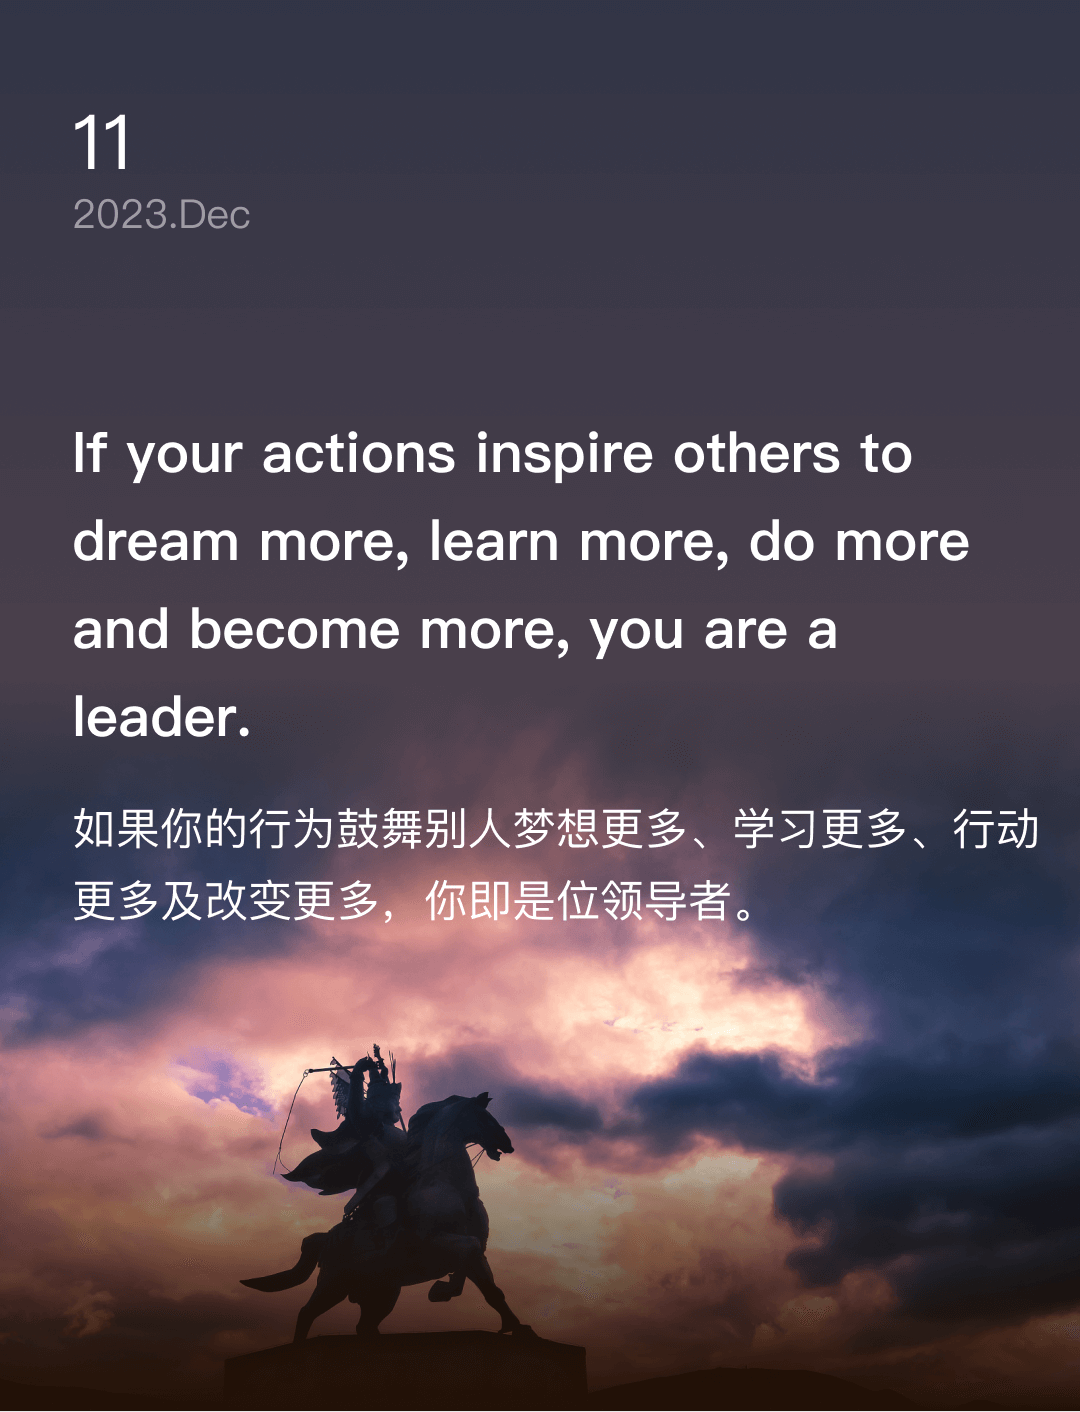 11
2023.Dec
If your actions inspire others to
dream more, learn more, do more
and become more, you are a
leader.
如果你的行为鼓舞别人梦想更多、学习更多、行动
更多及改变更多，你即是位领导者。